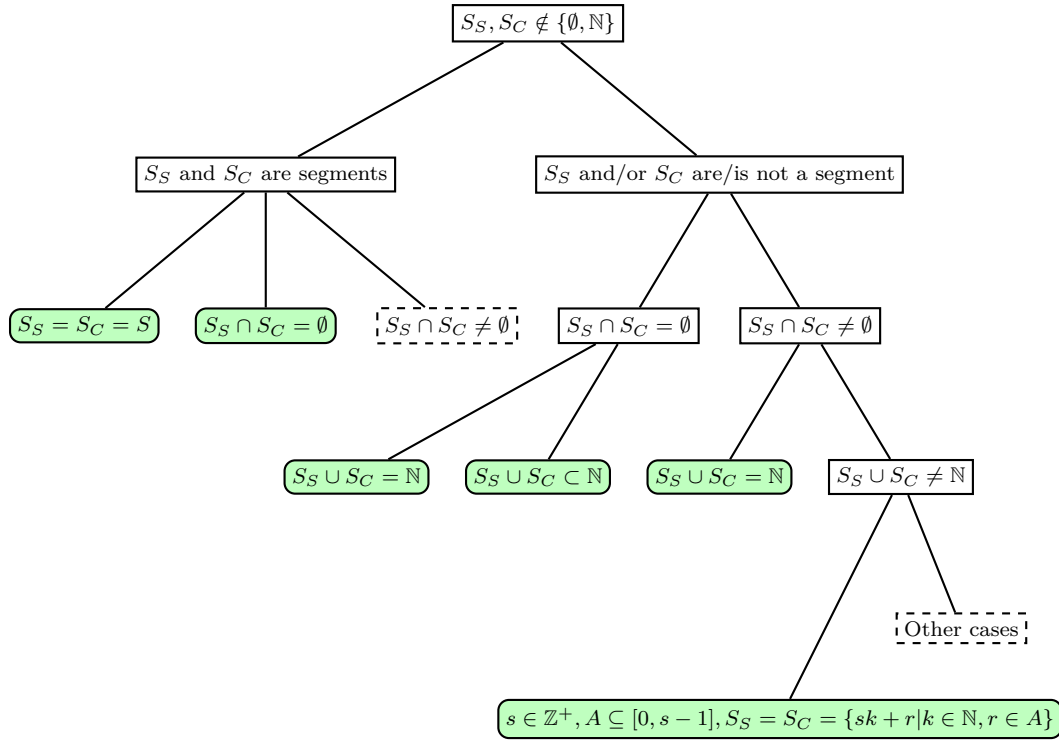 S_S, S_C ∉ {∅, ℕ}
S_S and S_C are segments
S_S and/or S_C are/is not a segment
S_S = S_C = S
S_S ∩ S_C = ∅
S_S ∩ S_C ≠ ∅
S_S ∩ S_C = ∅
S_S ∩ S_C ≠ ∅
S_S ∪ S_C = ℕ
S_S ∪ S_C ⊂ ℕ
S_S ∪ S_C = ℕ
S_S ∪ S_C ≠ ℕ
Other cases
s ∈ ℤ⁺, A ⊆ [0, s − 1], S_S = S_C = {sk + r|k ∈ ℕ, r ∈ A}